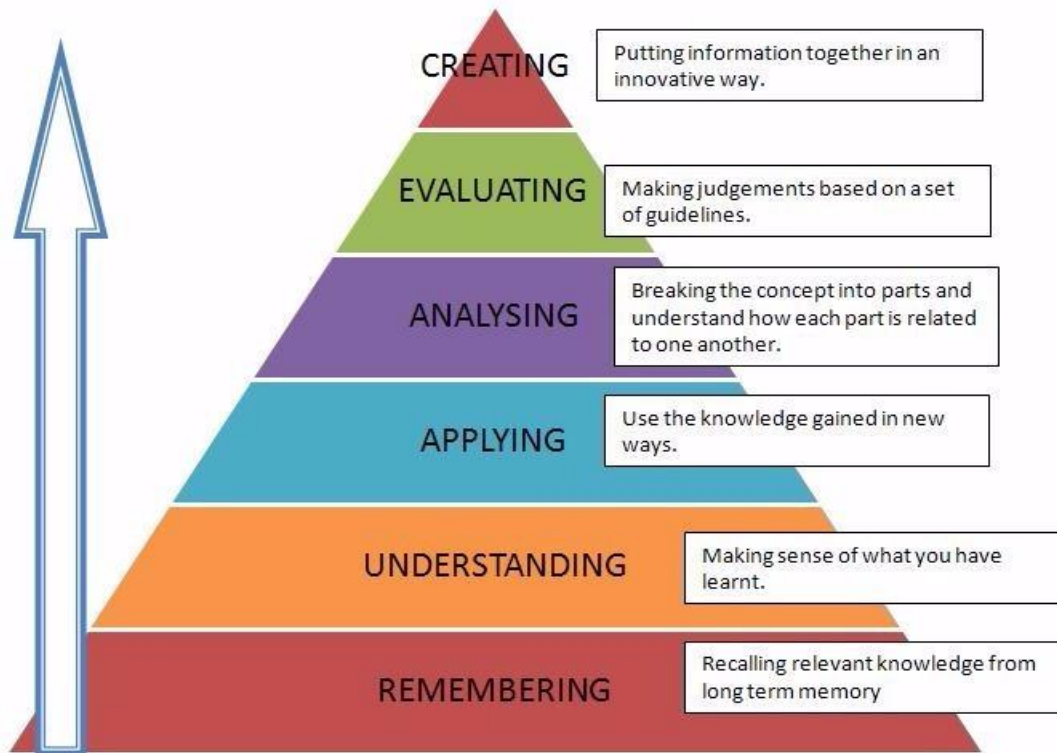 CREATING
Putting information together in an
innovative way.
EVALUATING
Making judgements based on a set
of guidelines.
ANALYSING
Breaking the concept into parts and
understand how each part is related
to one another.
APPLYING
Use the knowledge gained in new
ways.
UNDERSTANDING
Making sense of what you have
learnt.
REMEMBERING
Recalling relevant knowledge from
long term memory